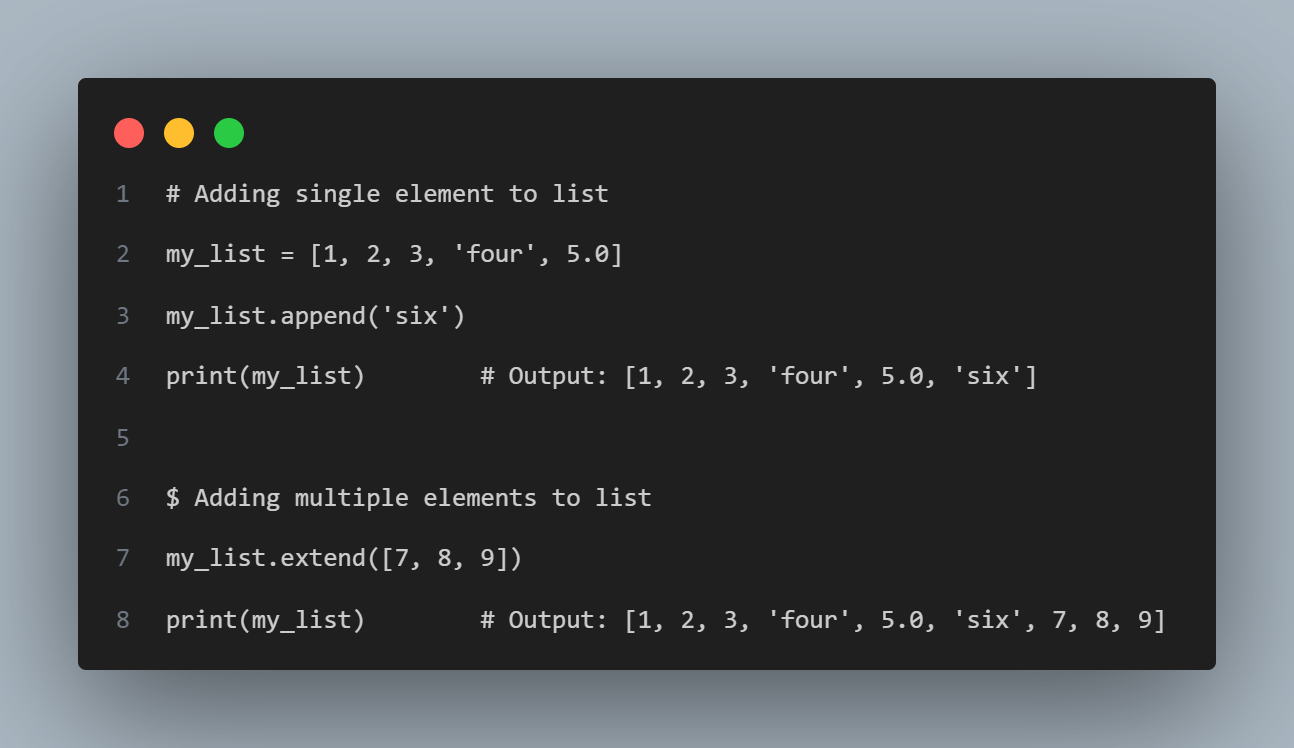 1 # Adding single element to list
2 my_list = [1, 2, 3, 'four', 5.0]
3 my_list.append('six')
4 print(my_list)        # Output: [1, 2, 3, 'four', 5.0, 'six']
5
6 $ Adding multiple elements to list
7 my_list.extend([7, 8, 9])
8 print(my_list)        # Output: [1, 2, 3, 'four', 5.0, 'six', 7, 8, 9]